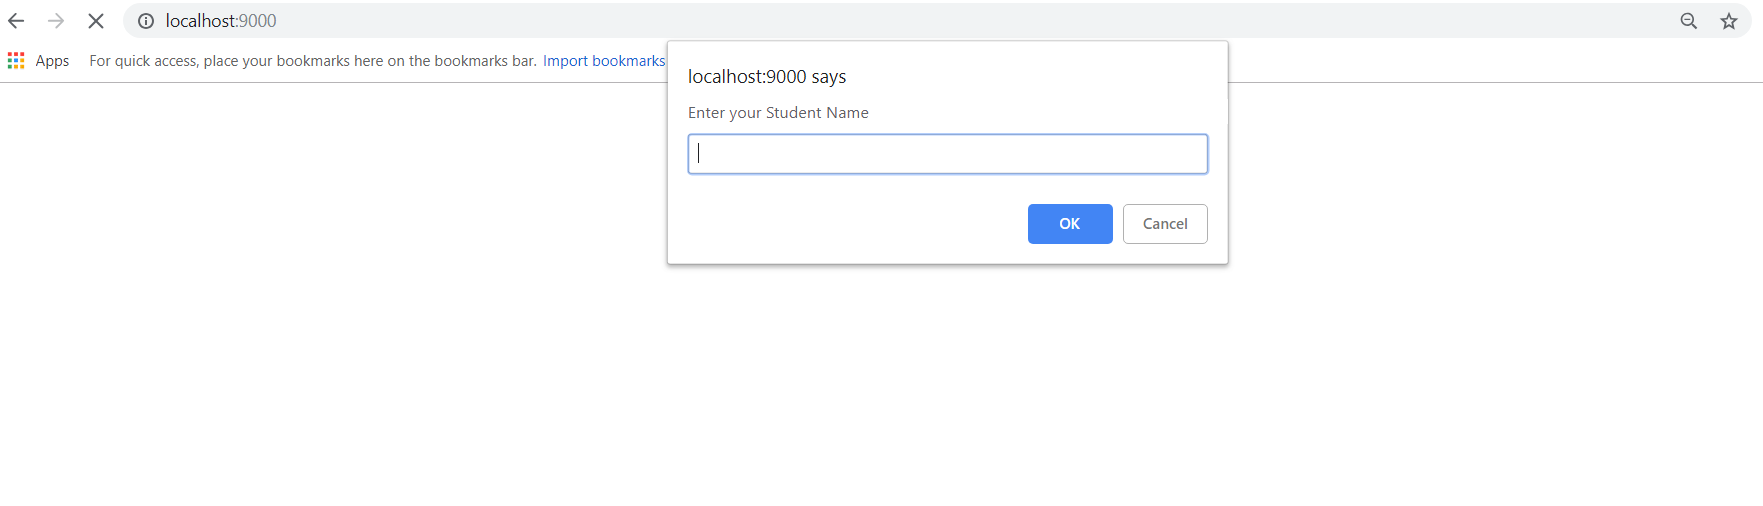 localhost:9000
Apps For quick access, place your bookmarks here on the bookmarks bar. Import bookmarks
localhost:9000 says
Enter your Student Name
OK Cancel